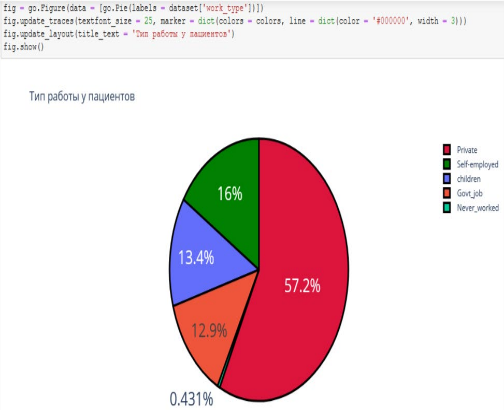 fig = go.Figure(data = [go.Pie(labels = dataset['work_type'])])
fig.update_traces(textfont_size = 25, marker = dict(colors = colors, line = dict(color = '#000000', width = 3)))
fig.update_layout(title_text = 'Тип работы у пациентов')
fig.show()
Тип работы у пациентов
Private
Self-employed
children
Govt_job
Never_worked
16%
13.4%
57.2%
12.9%
0.431%